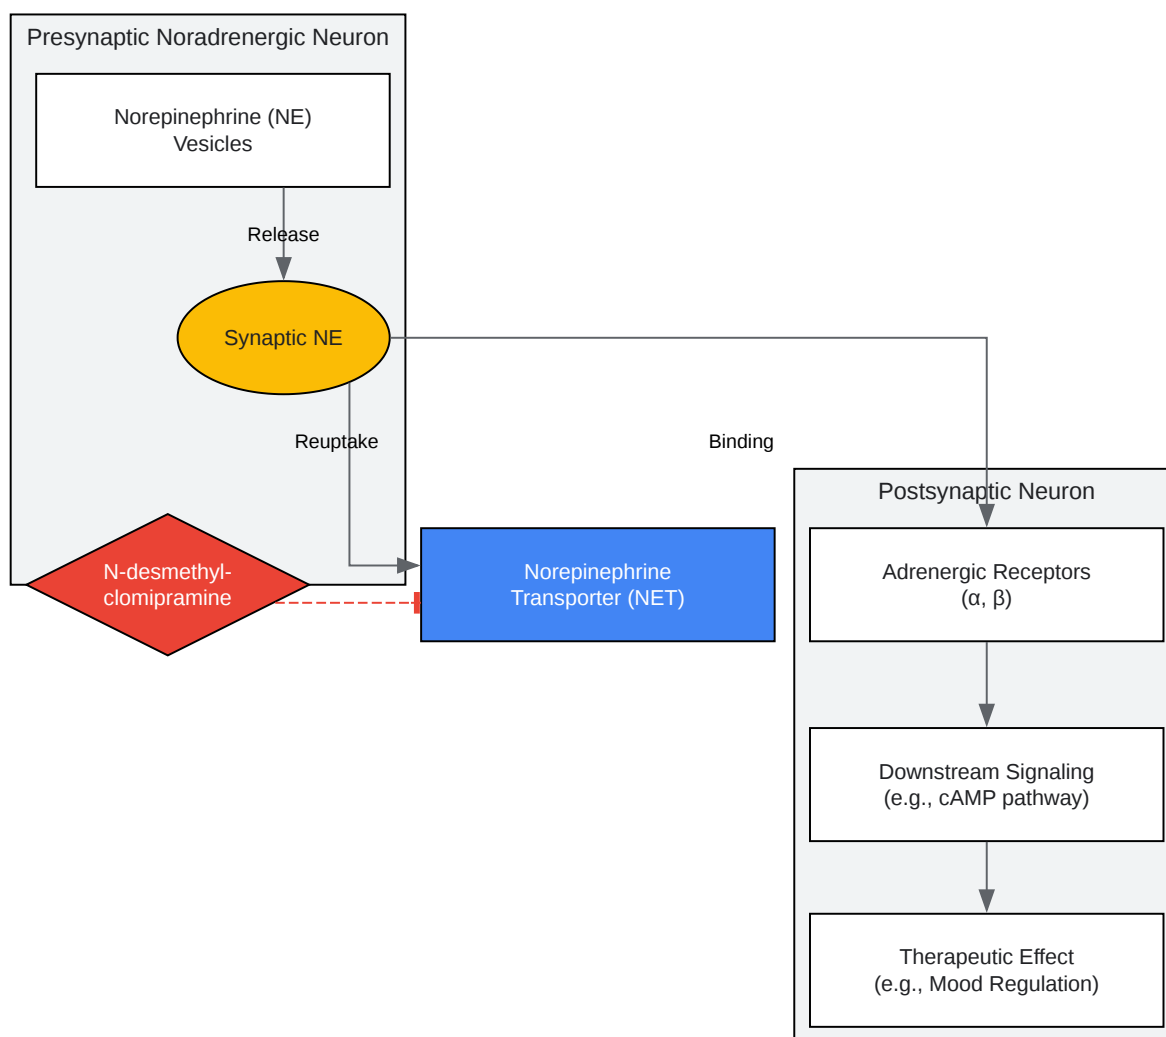 Presynaptic Noradrenergic Neuron
Norepinephrine (NE)
Vesicles
Release
Synaptic NE
Reuptake
Binding
Postsynaptic Neuron
N-desmethyl-
clomipramine
Norepinephrine
Transporter (NET)
Adrenergic Receptors
(α, β)
Downstream Signaling
(e.g., cAMP pathway)
Therapeutic Effect
(e.g., Mood Regulation)